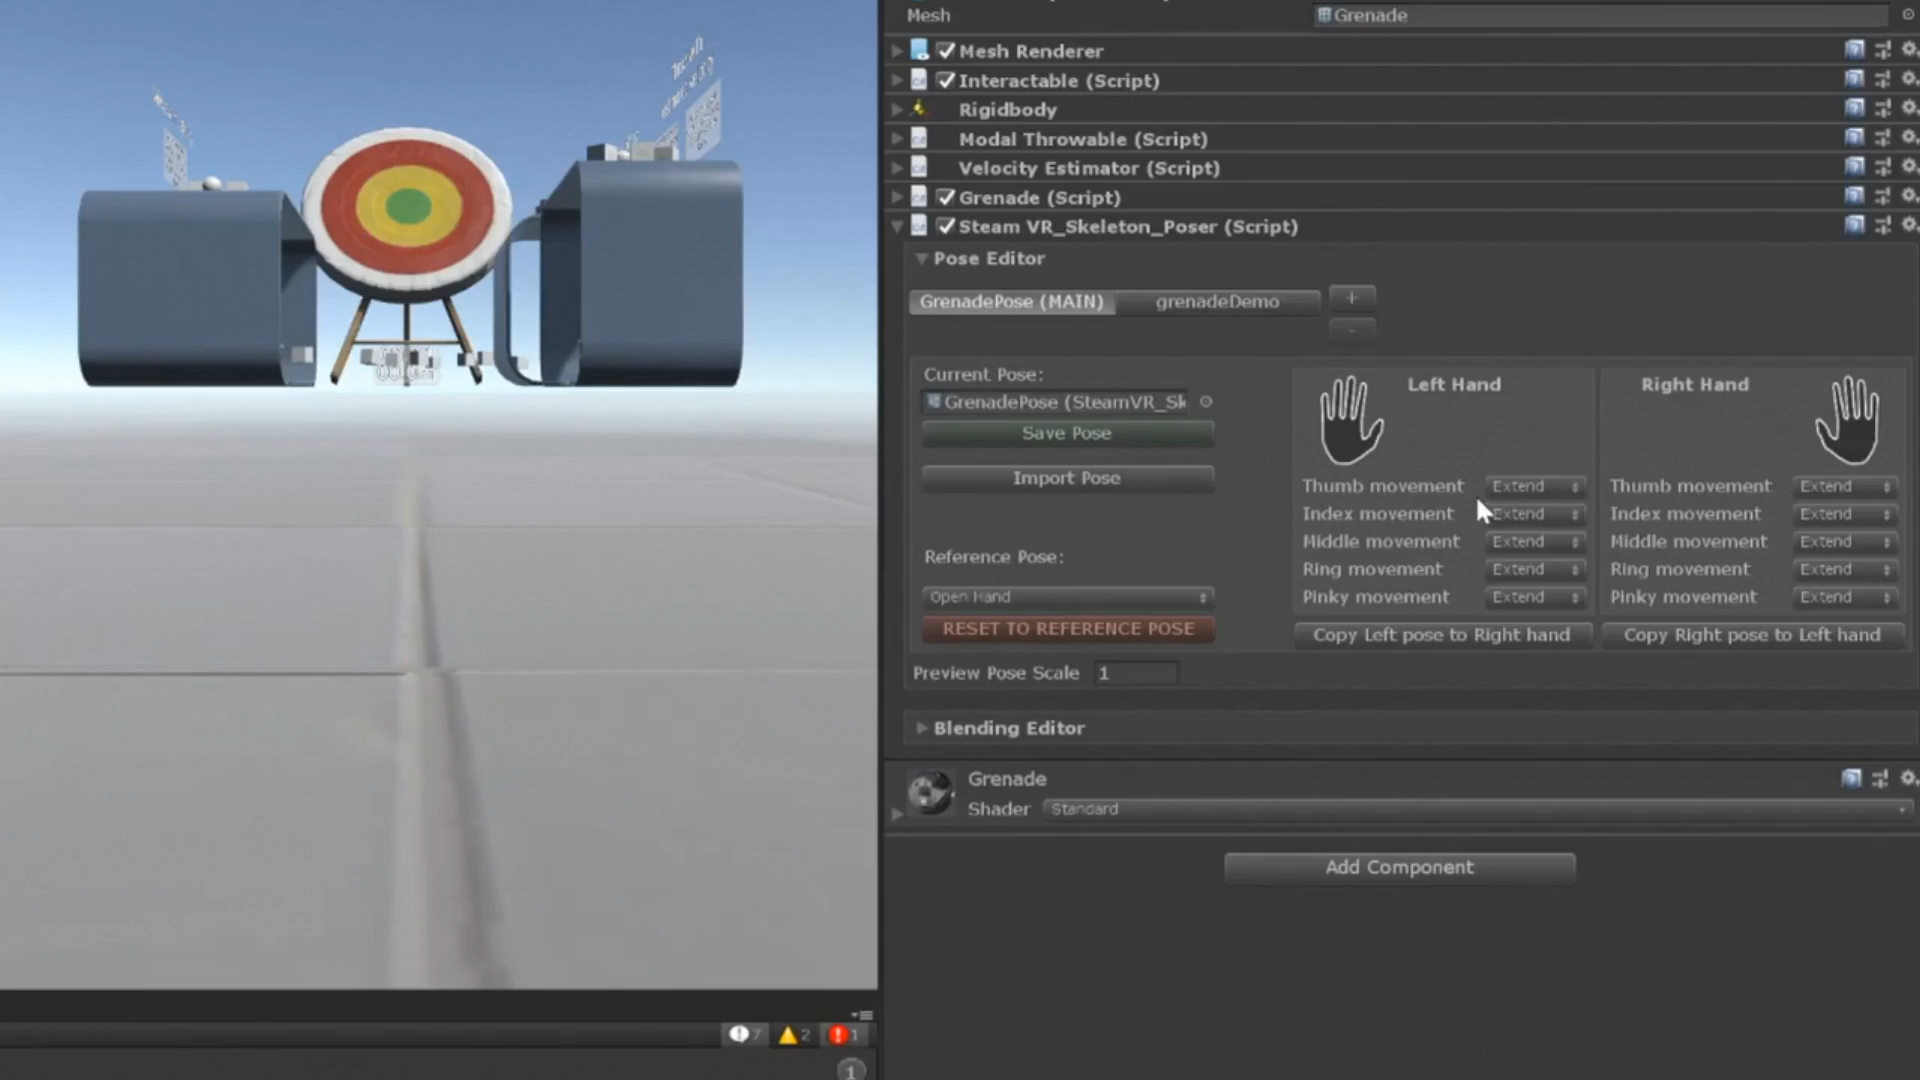 Mesh Grenade
Mesh Renderer
Interactable (Script)
Rigidbody
Modal Throwable (Script)
Velocity Estimator (Script)
Grenade (Script)
Steam VR_Skeleton_Poser (Script)
Pose Editor
GrenadePose (MAIN) grenadeDemo + -
Current Pose:
GrenadePose (SteamVR_Sk
Save Pose
Import Pose
Reference Pose:
Open Hand
RESET TO REFERENCE POSE
Left Hand
Thumb movement Extend
Index movement Extend
Middle movement Extend
Ring movement Extend
Pinky movement Extend
Copy Left pose to Right hand
Right Hand
Thumb movement Extend
Index movement Extend
Middle movement Extend
Ring movement Extend
Pinky movement Extend
Copy Right pose to Left hand
Preview Pose Scale 1
Blending Editor
Grenade
Shader Standard
Add Component
7 2 1
1